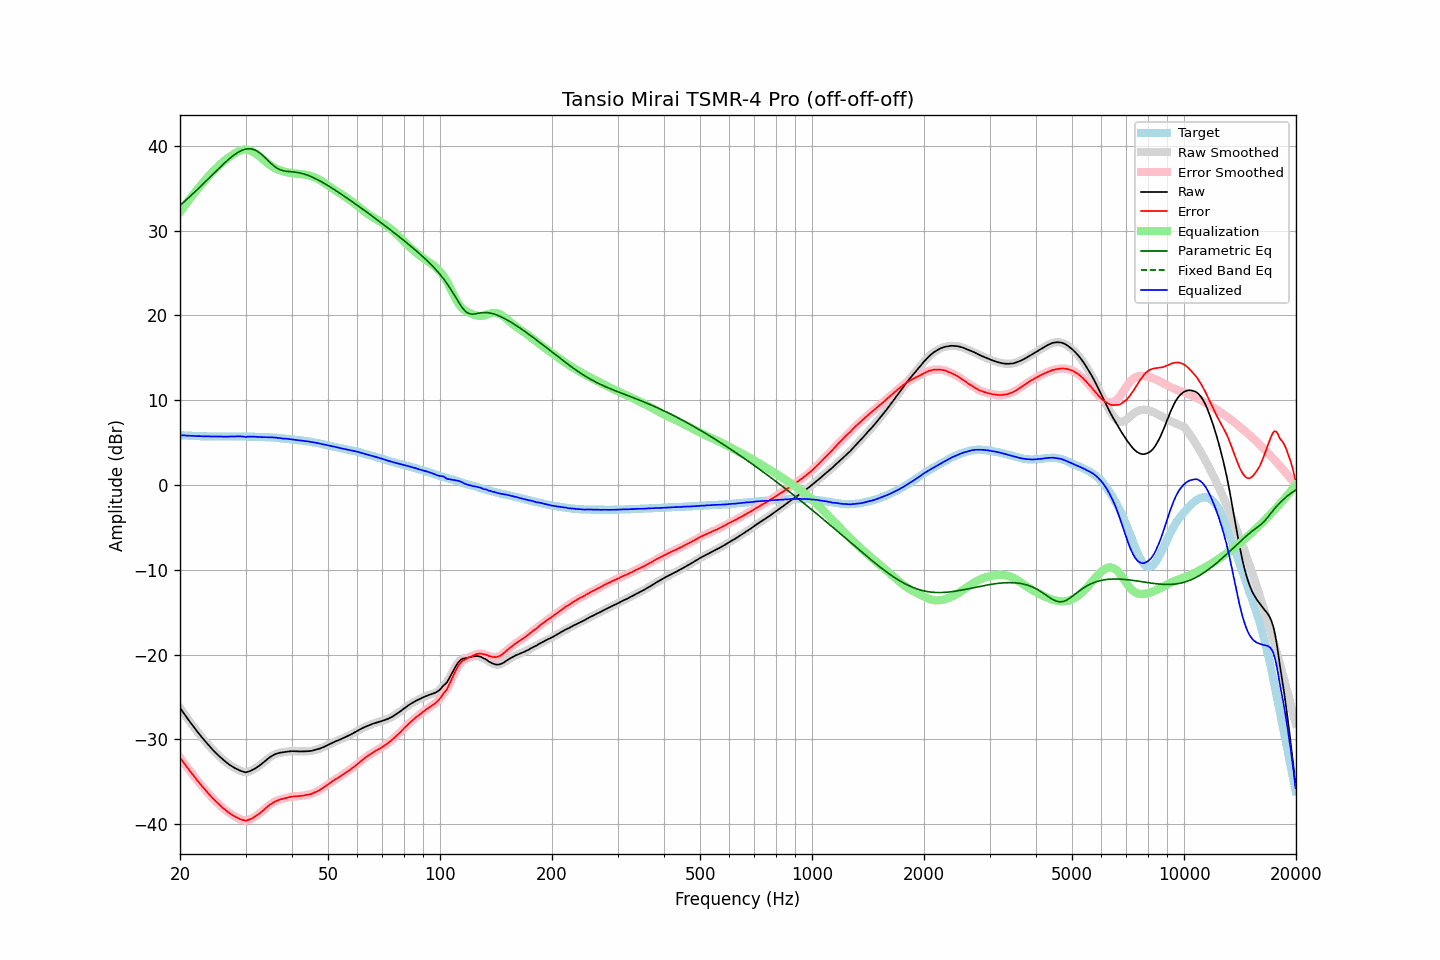 Tansio Mirai TSMR-4 Pro (off-off-off)
Target
Raw Smoothed
Error Smoothed
Raw
Error
Equalization
Parametric Eq
Fixed Band Eq
Equalized
Amplitude (dBr)
40
30
20
10
0
−10
−20
−30
−40
20
50
100
200
500
1000
2000
5000
10000
20000
Frequency (Hz)